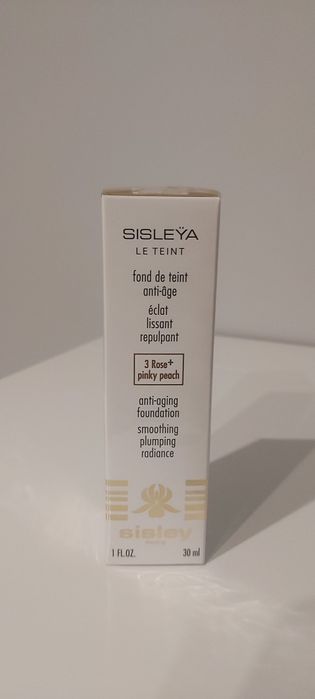 SISLEŸA
LE TEINT
fond de teint
anti-âge
éclat
lissant
repulpant
3 Rose+
pinky peach
anti-aging
foundation
smoothing
plumping
radiance
sisley
PARIS
1 FL.OZ. 30 ml